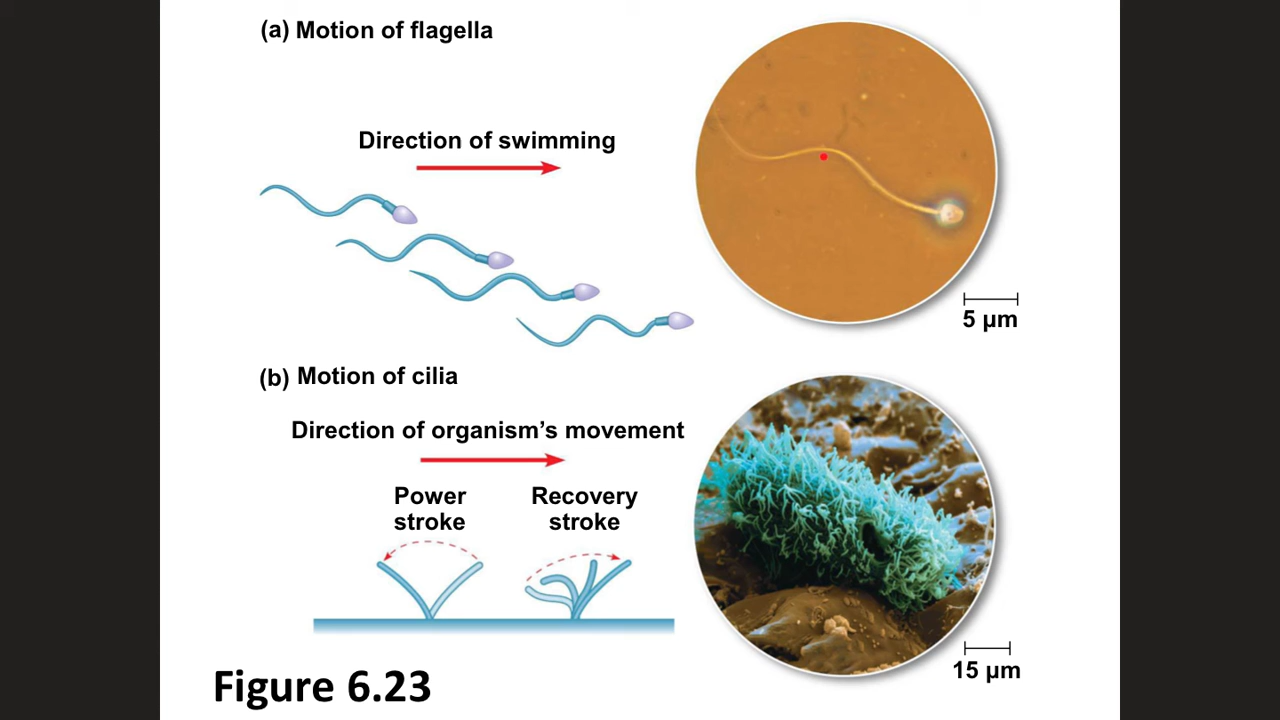 (a) Motion of flagella
Direction of swimming
5 µm
(b) Motion of cilia
Direction of organism’s movement
Power
stroke
Recovery
stroke
15 µm
Figure 6.23